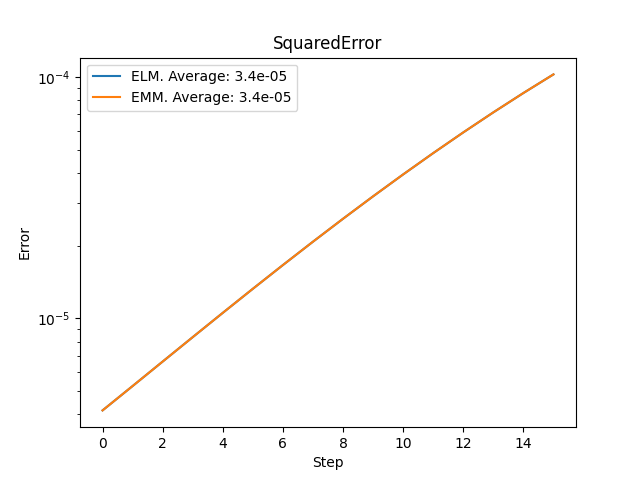 SquaredError
ELM. Average: 3.4e-05
EMM. Average: 3.4e-05
10⁻⁴
10⁻⁵
Error
0 2 4 6 8 10 12 14
Step